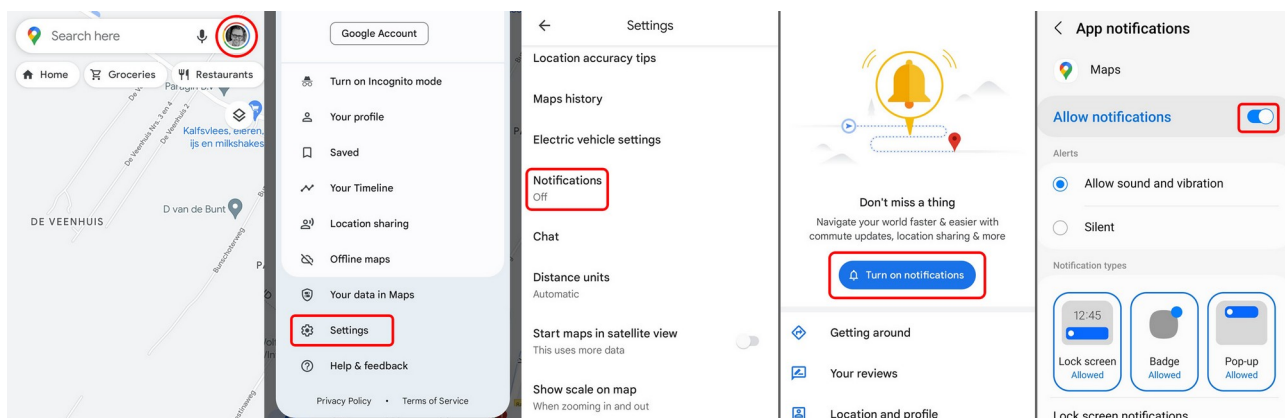 Search here
Home
Groceries
Restaurants
Kalfsvlees, eieren,
ijs en milkshakes
De Veenhuis Nrs. 3 en 4
De Veenhuis 2
D van de Bunt
DE VEENHUIS
Bunschoterweg
Google Account
Turn on Incognito mode
Your profile
Saved
Your Timeline
Location sharing
Offline maps
Your data in Maps
Settings
Help & feedback
Privacy Policy • Terms of Service
Settings
Location accuracy tips
Maps history
Electric vehicle settings
Notifications
Off
Chat
Distance units
Automatic
Start maps in satellite view
This uses more data
Show scale on map
When zooming in and out
Don't miss a thing
Navigate your world faster & easier with
commute updates, location sharing & more
Turn on notifications
Getting around
Your reviews
Location and profile
App notifications
Maps
Allow notifications
Alerts
Allow sound and vibration
Silent
Notification types
12:45
Lock screen
Allowed
Badge
Allowed
Pop-up
Allowed
Lock screen notifications